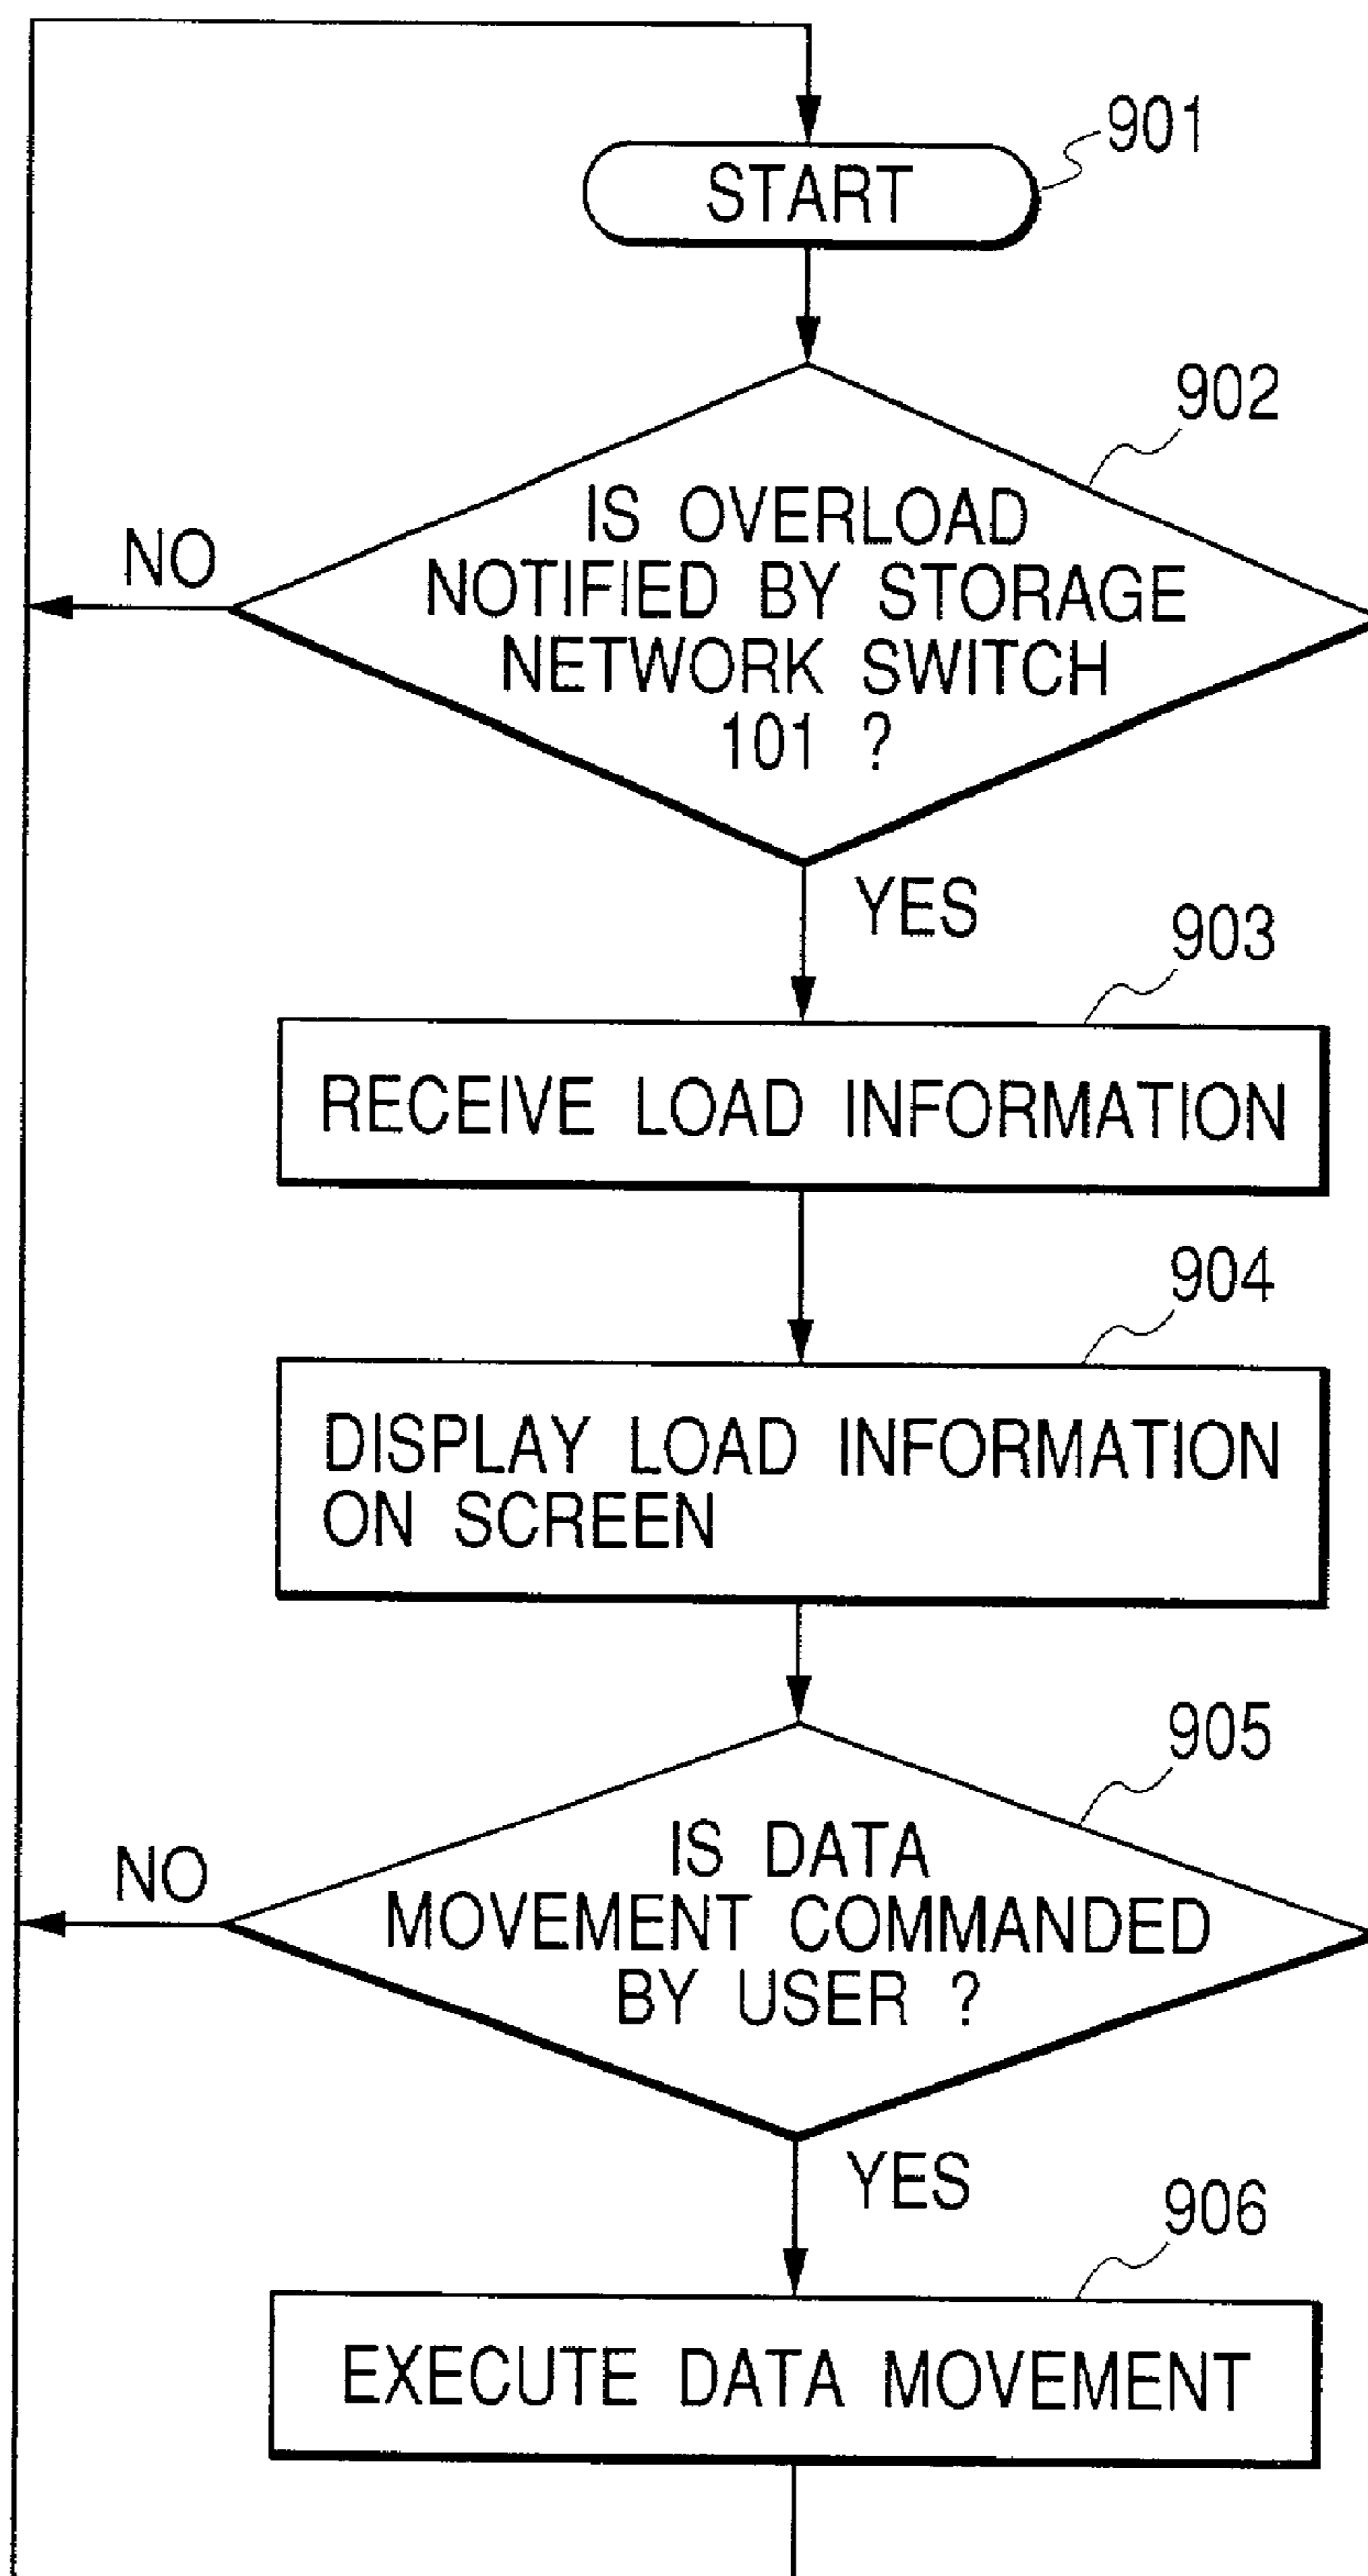 901
START
902
IS OVERLOAD
NOTIFIED BY STORAGE
NETWORK SWITCH
101 ?
NO
YES
903
RECEIVE LOAD INFORMATION
904
DISPLAY LOAD INFORMATION
ON SCREEN
905
IS DATA
MOVEMENT COMMANDED
BY USER ?
NO
YES
906
EXECUTE DATA MOVEMENT